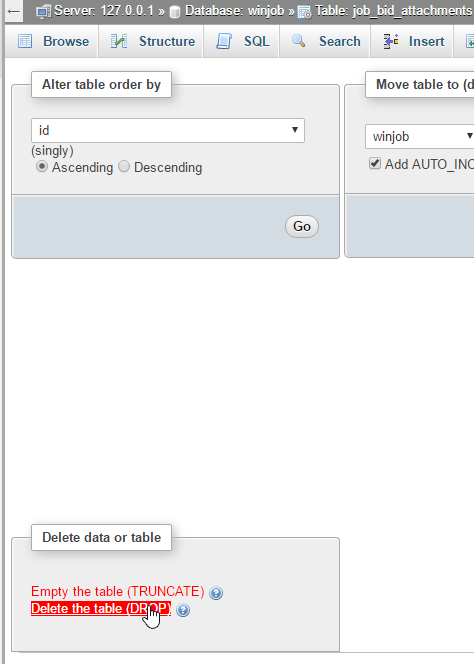 Server: 127.0.0.1 » Database: winjob » Table: job_bid_attachments
Browse Structure SQL Search Insert
Alter table order by
Move table to (d
id
winjob
(singly)
Add AUTO_INC
Ascending Descending
Go
Delete data or table
Empty the table (TRUNCATE)
Delete the table (DROP)